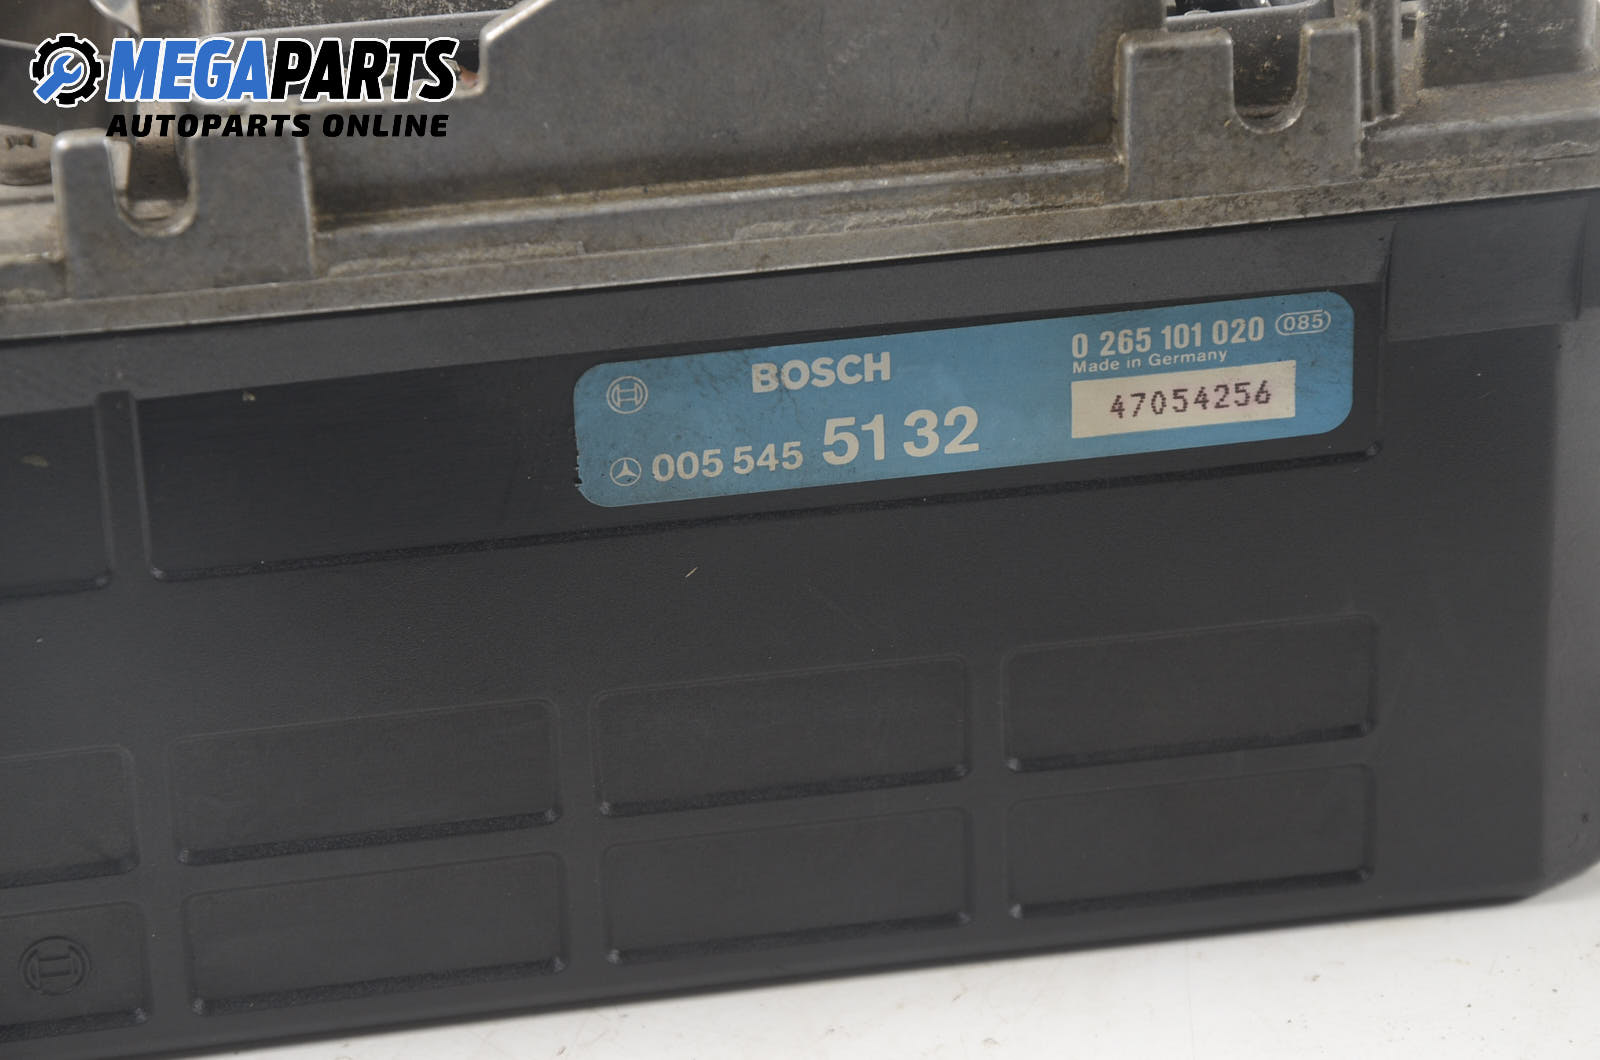 MEGAPARTS
AUTOPARTS ONLINE
BOSCH
0 265 101 020 085
Made in Germany
47054256
005 545 51 32